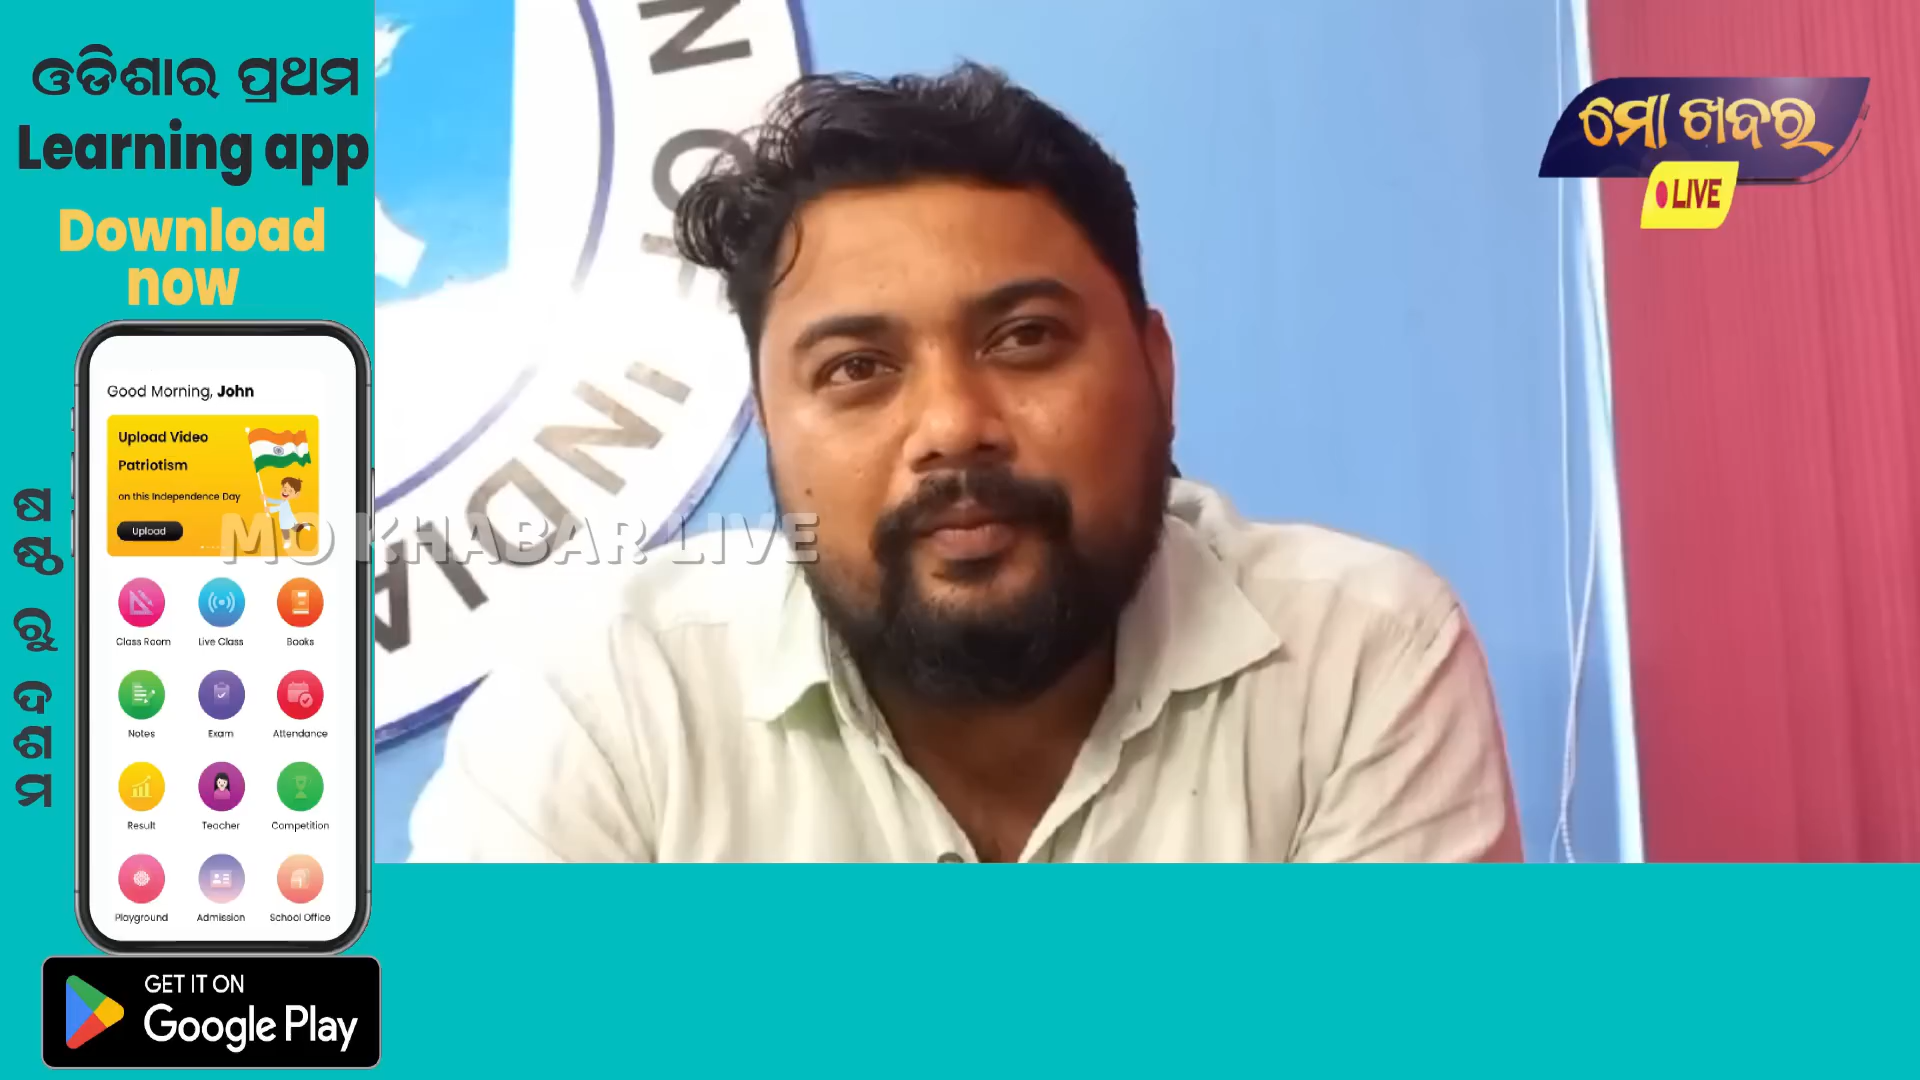 ଓଡିଶାର ପ୍ରଥମ
Learning app
Download
now
Good Morning, John
Upload Video
Patriotism
on this Independence Day
Upload
Class Room
Live Class
Books
Notes
Exam
Attendance
Result
Teacher
Competition
Playground
Admission
School Office
ଷ
ଷ୍ଠ
ରୁ
ଦ
ଶ
ମ
GET IT ON
Google Play
MO KHABAR LIVE
N OF
INDIA
ମୋ ଖବର
LIVE